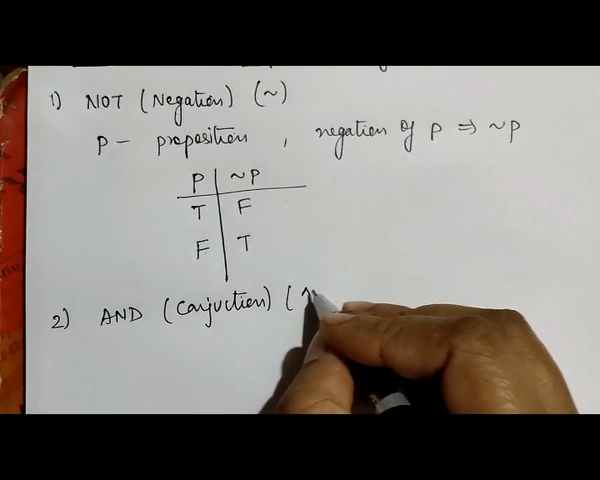 1) NOT (Negation) (~)
P - proposition , negation of P ⇒ ~P
P ~P
T F
F T
2) AND (Conjuction) (